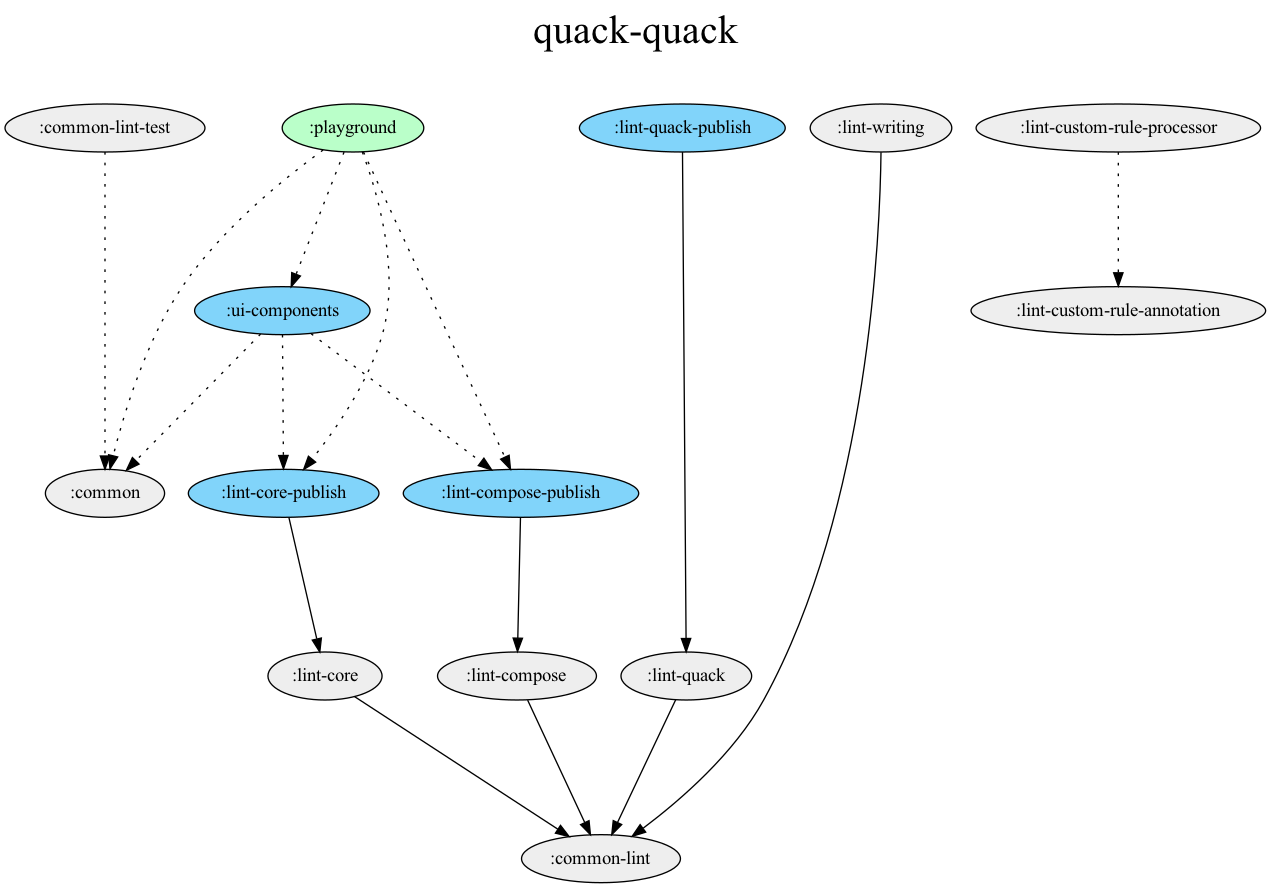 quack-quack
:common-lint-test
:playground
:lint-quack-publish
:lint-writing
:lint-custom-rule-processor
:ui-components
:lint-custom-rule-annotation
:common
:lint-core-publish
:lint-compose-publish
:lint-core
:lint-compose
:lint-quack
:common-lint